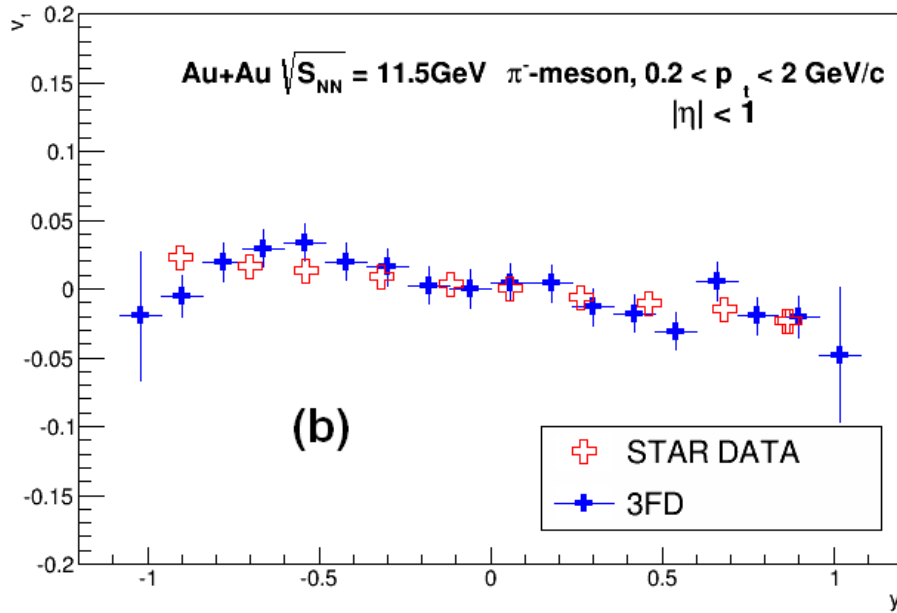 v₁
0.2
0.15
0.1
0.05
0
-0.05
-0.1
-0.15
-0.2
Au+Au √S_NN = 11.5GeV π⁻-meson, 0.2 < p_t < 2 GeV/c
|η| < 1
(b)
STAR DATA
3FD
-1
-0.5
0
0.5
1
y